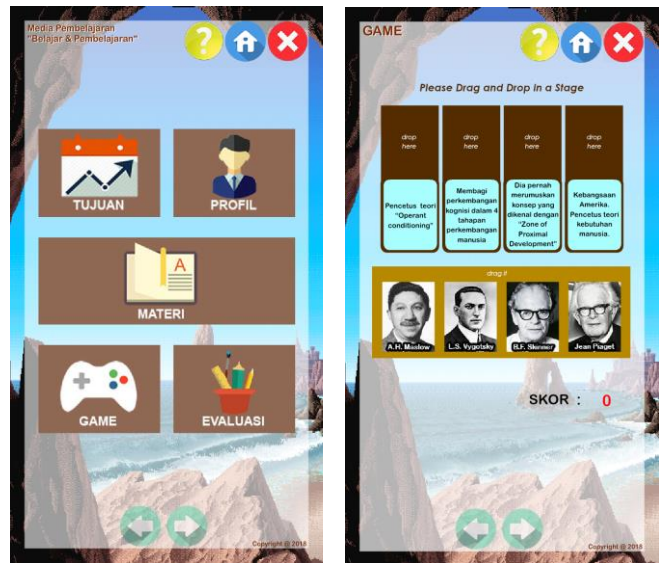 Media Pembelajaran
"Belajar & Pembelajaran"
?
TUJUAN
PROFIL
A
MATERI
GAME
EVALUASI
Copyright @ 2018
GAME
?
Please Drag and Drop in a Stage
drop
here
drop
here
drop
here
drop
here
Pencetus teori
"Operant
conditioning"
Membagi
perkembangan
kognisi dalam 4
tahapan
perkembangan
manusia
Dia pernah
merumuskan
konsep yang
dikenal dengan
"Zone of
Proximal
Development"
Kebangsaan
Amerika.
Pencetus teori
kebutuhan
manusia.
drag it
A.H. Maslow
L.S. Vygotsky
B.F. Skenner
Jean Piaget
SKOR : 0
Copyright @ 2018